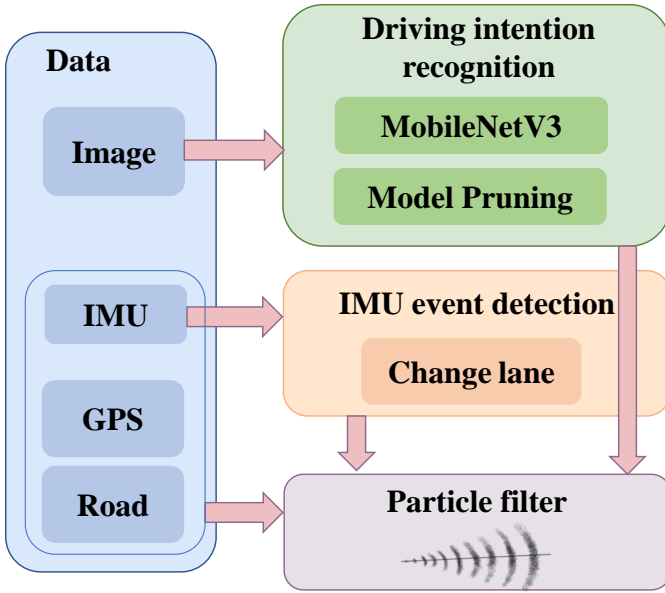 Data
Image
IMU
GPS
Road
Driving intention
recognition
MobileNetV3
Model Pruning
IMU event detection
Change lane
Particle filter